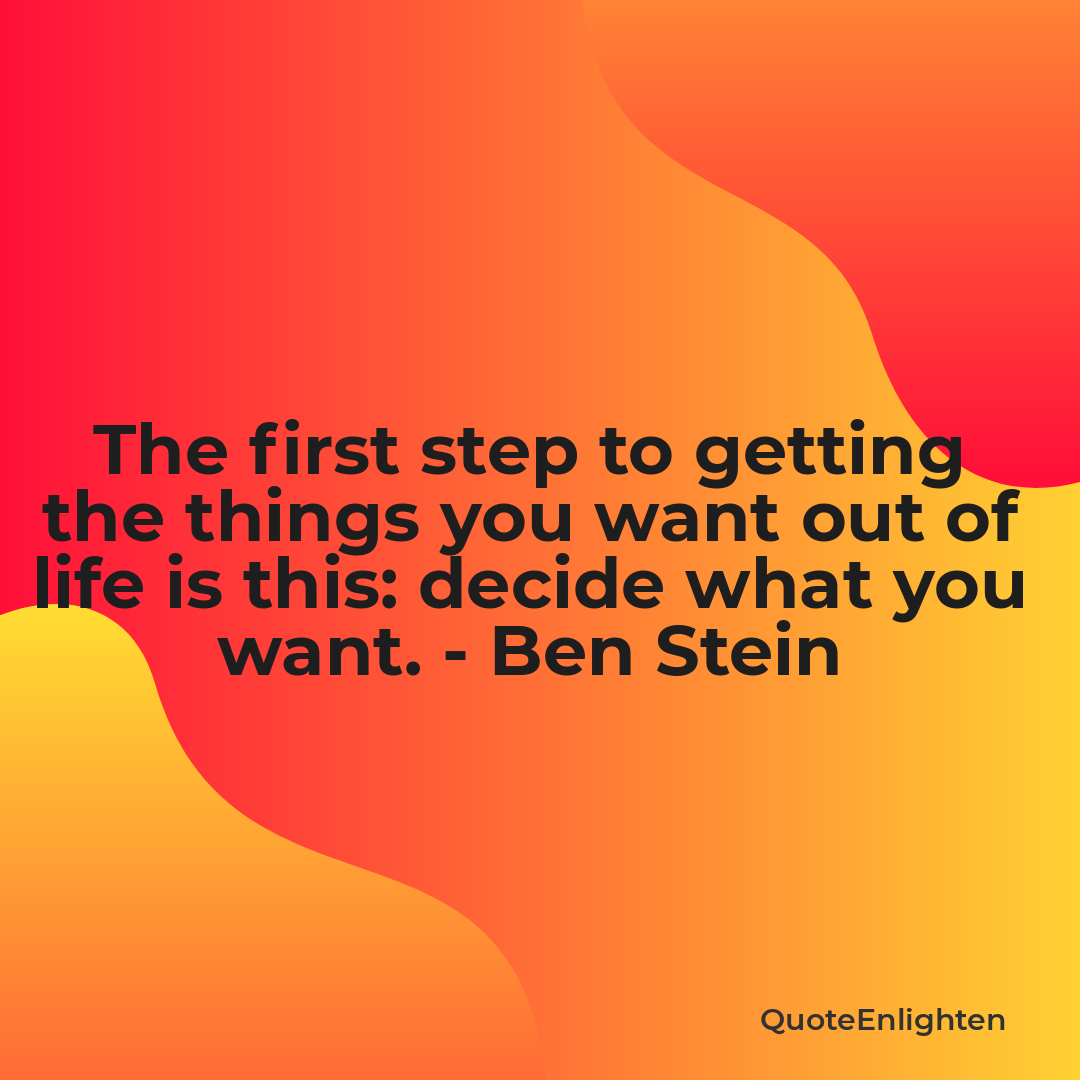 The first step to getting
the things you want out of
life is this: decide what you
want. - Ben Stein
QuoteEnlighten